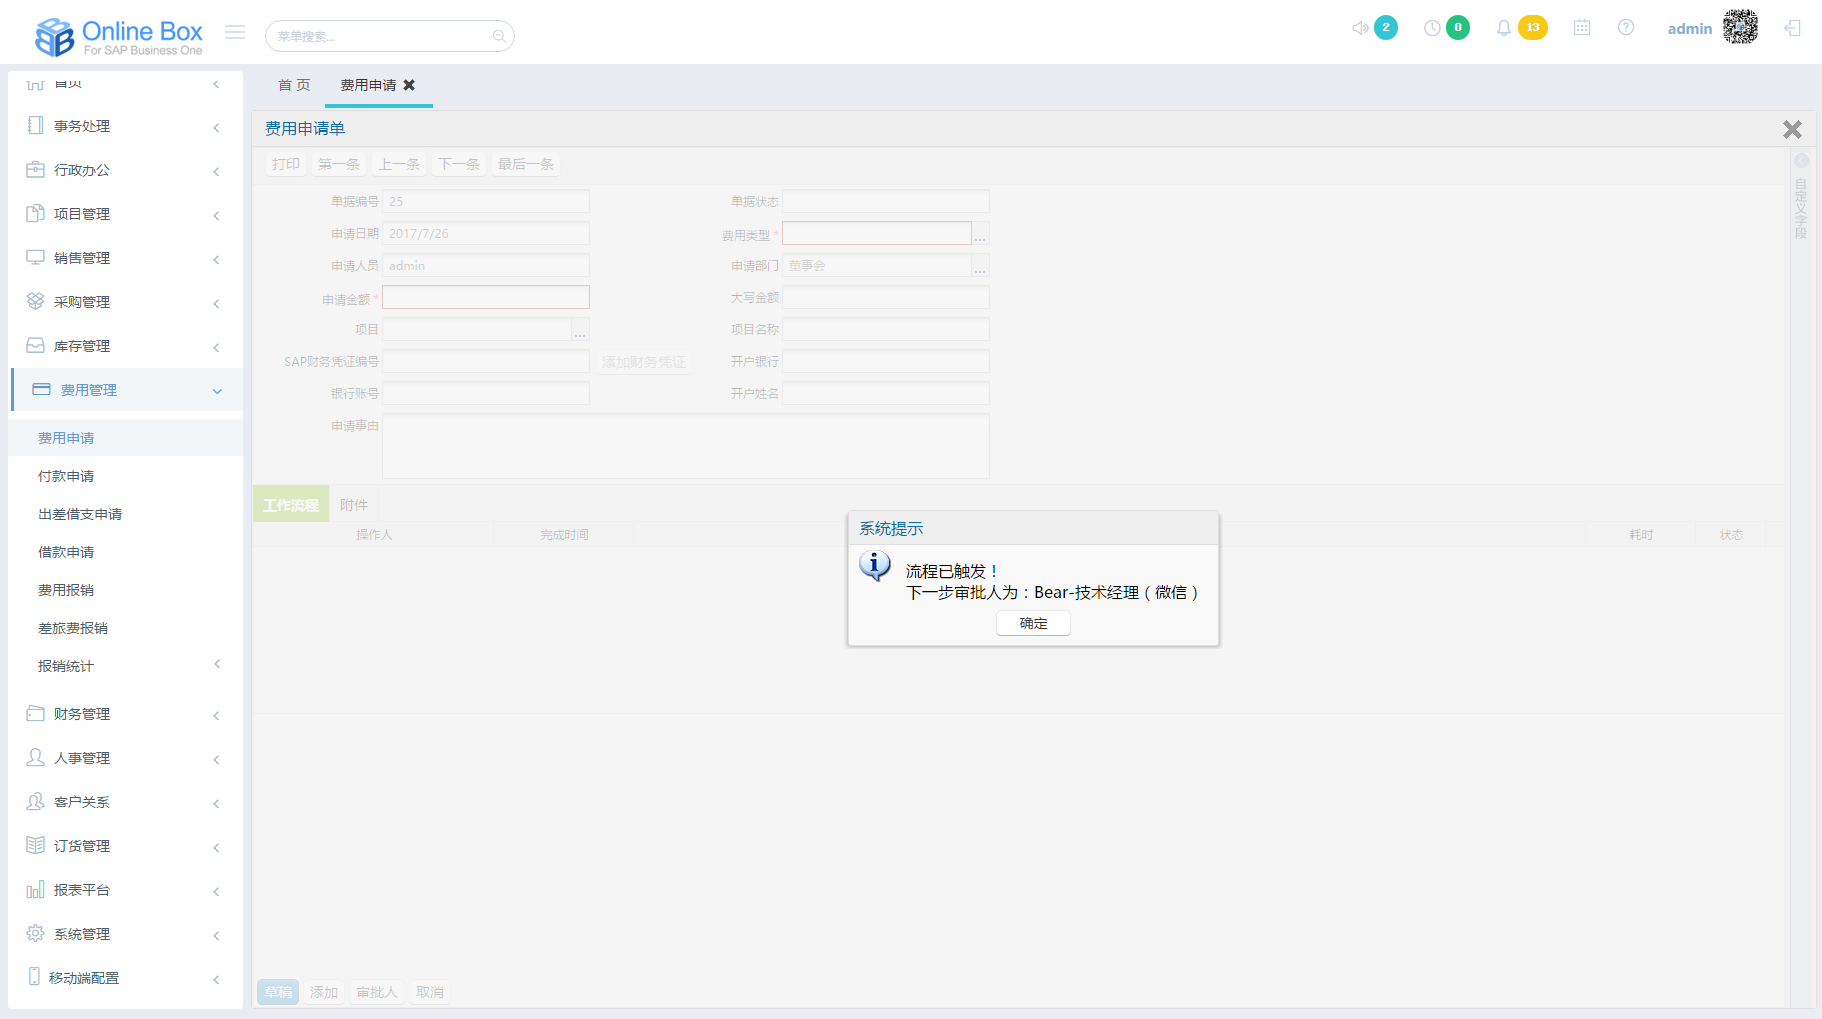 Online Box
For SAP Business One
菜单搜索...
2
0
13
admin
首页
事务处理
行政办公
项目管理
销售管理
采购管理
库存管理
费用管理
费用申请
付款申请
出差借支申请
借款申请
费用报销
差旅费报销
报销统计
财务管理
人事管理
客户关系
订货管理
报表平台
系统管理
移动端配置
首 页
费用申请
费用申请单
打印 第一条 上一条 下一条 最后一条
单据编号 25 单据状态
申请日期 2017/7/26 费用类型 * ...
申请人员 admin 申请部门 董事会 ...
申请金额 * 大写金额
项目 ... 项目名称
SAP财务凭证编号 添加财务凭证 开户银行
银行账号 开户姓名
申请事由
自定义字段
工作流程 附件
操作人 完成时间 耗时 状态
系统提示
流程已触发！
下一步审批人为：Bear-技术经理（微信）
确定
草稿 添加 审批人 取消